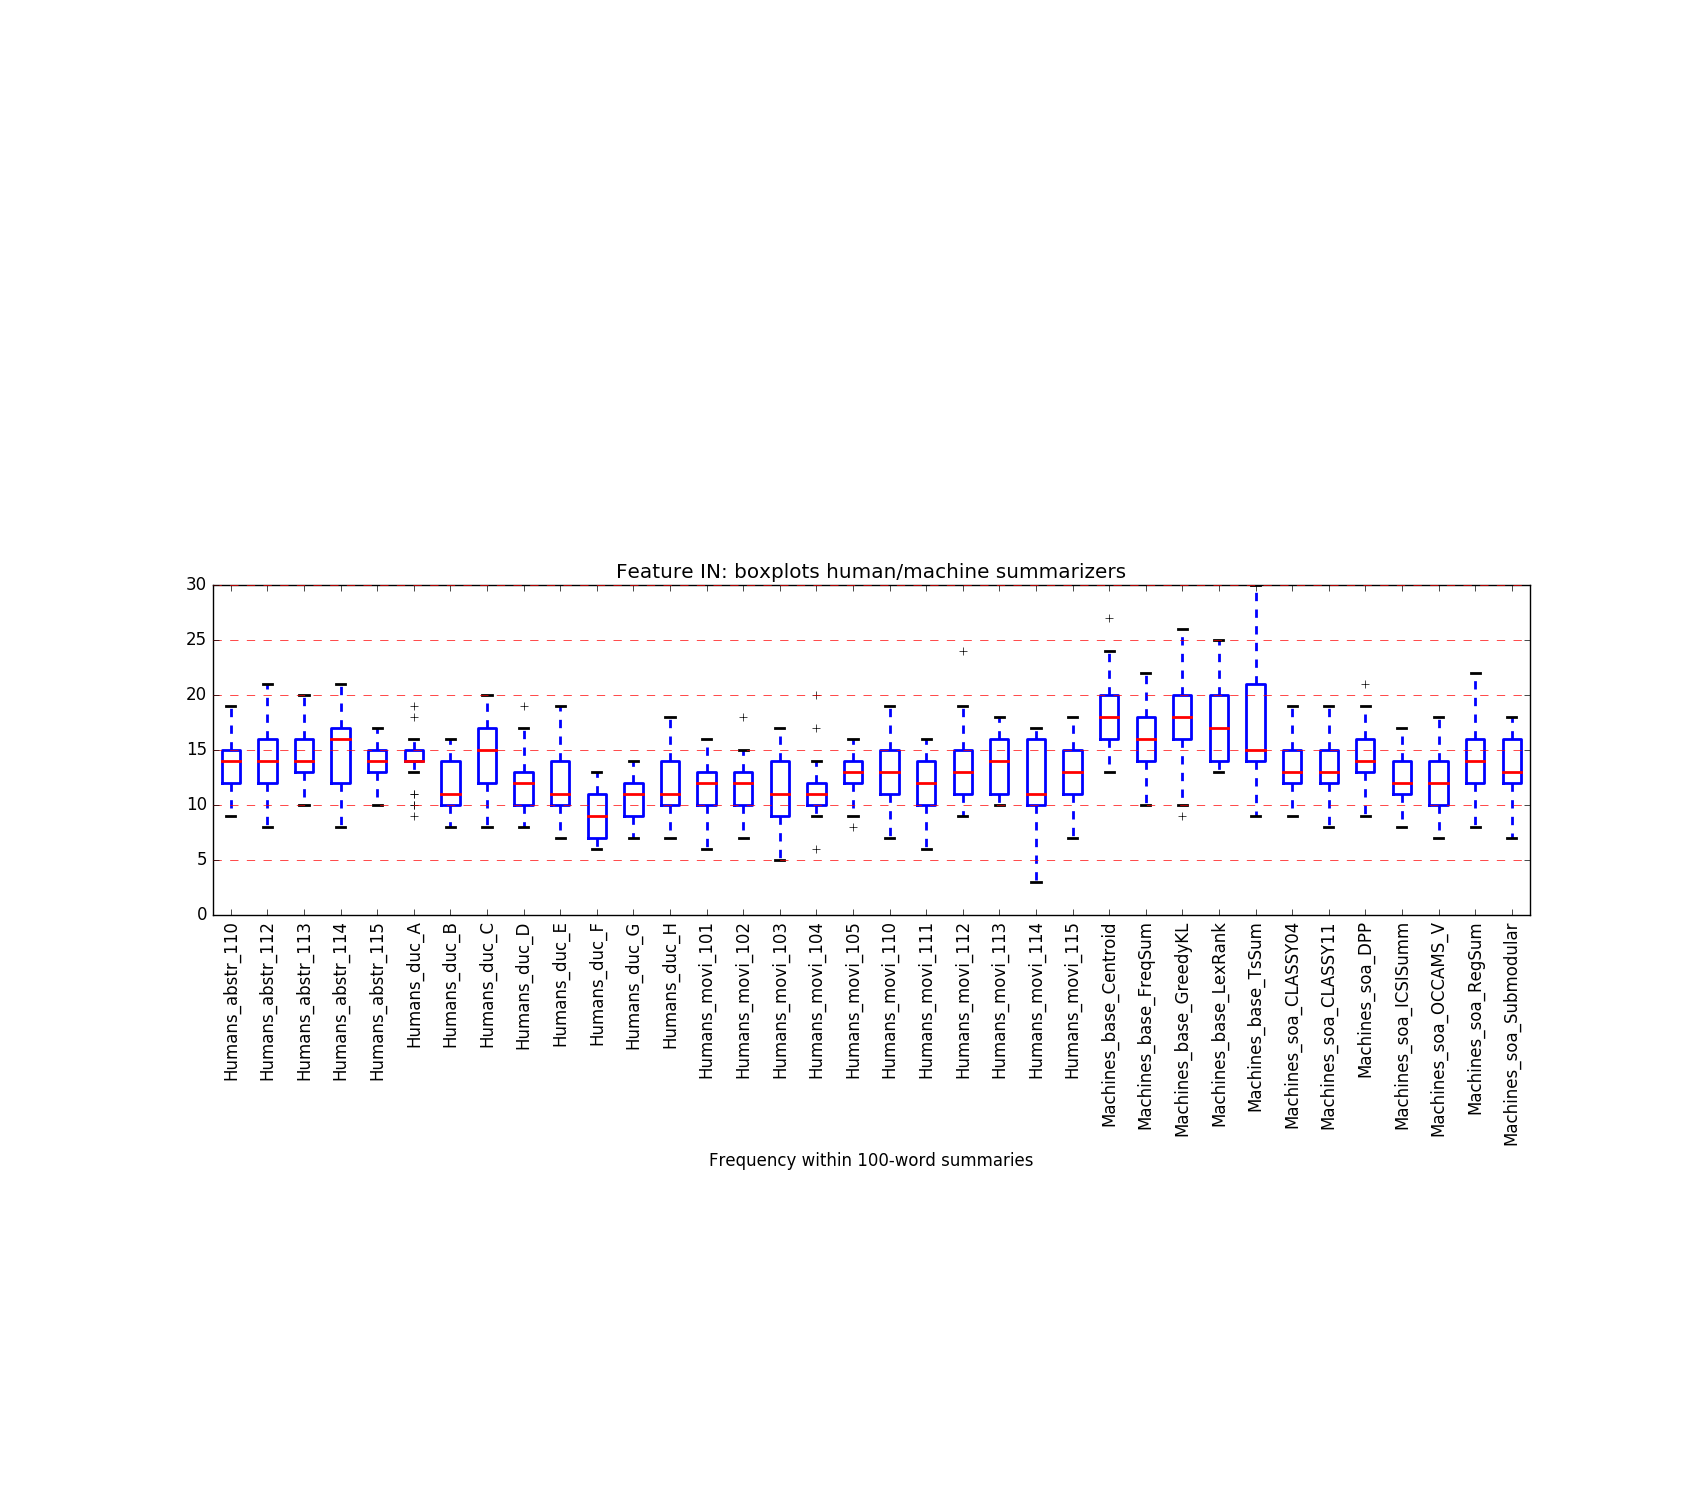 Feature IN: boxplots human/machine summarizers
30
25
20
15
10
5
0
Humans_abstr_110
Humans_abstr_112
Humans_abstr_113
Humans_abstr_114
Humans_abstr_115
Humans_duc_A
Humans_duc_B
Humans_duc_C
Humans_duc_D
Humans_duc_E
Humans_duc_F
Humans_duc_G
Humans_duc_H
Humans_movi_101
Humans_movi_102
Humans_movi_103
Humans_movi_104
Humans_movi_105
Humans_movi_110
Humans_movi_111
Humans_movi_112
Humans_movi_113
Humans_movi_114
Humans_movi_115
Machines_base_Centroid
Machines_base_FreqSum
Machines_base_GreedyKL
Machines_base_LexRank
Machines_base_TsSum
Machines_soa_CLASSY04
Machines_soa_CLASSY11
Machines_soa_DPP
Machines_soa_ICSISumm
Machines_soa_OCCAMS_V
Machines_soa_RegSum
Machines_soa_Submodular
Frequency within 100-word summaries